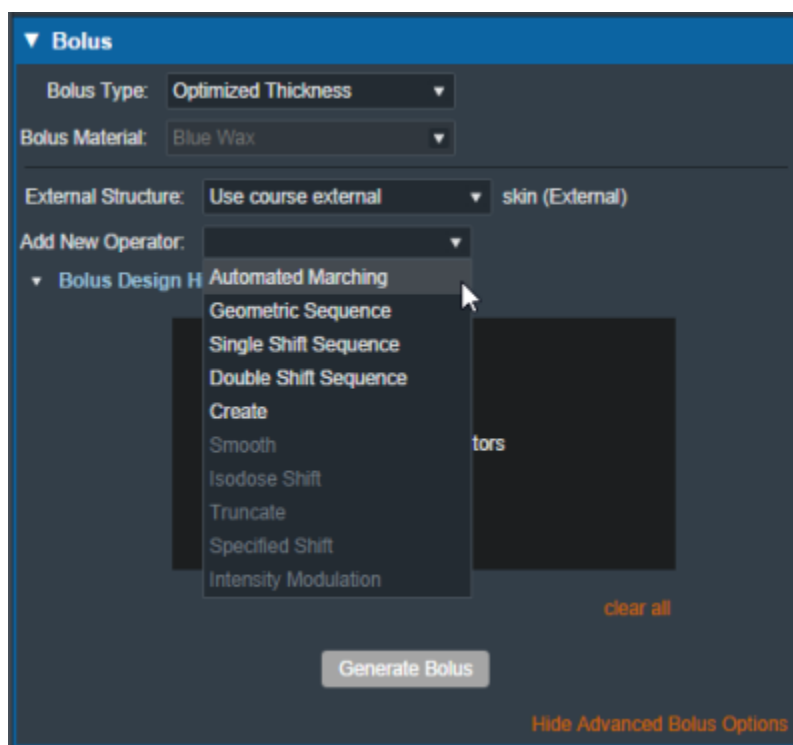 Bolus
Bolus Type: Optimized Thickness
Bolus Material: Blue Wax
External Structure: Use course external skin (External)
Add New Operator:
Bolus Design H
Automated Marching
Geometric Sequence
Single Shift Sequence
Double Shift Sequence
Create
Smooth tors
Isodose Shift
Truncate
Specified Shift
Intensity Modulation
clear all
Generate Bolus
Hide Advanced Bolus Options